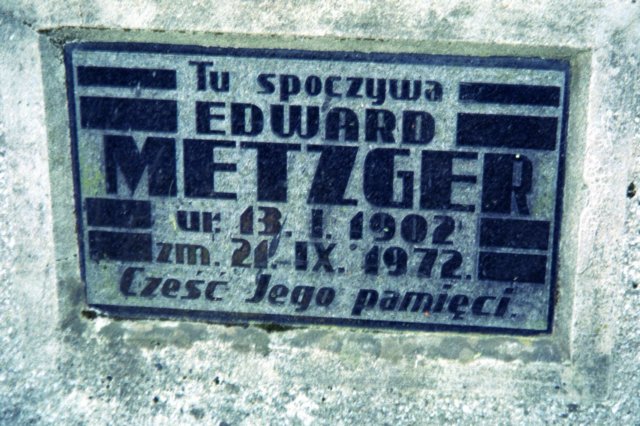 Tu spoczywa
EDWARD
METZGER
ur. 13. I. 1902
zm. 21. IX. 1972.
Cześć Jego pamięci.